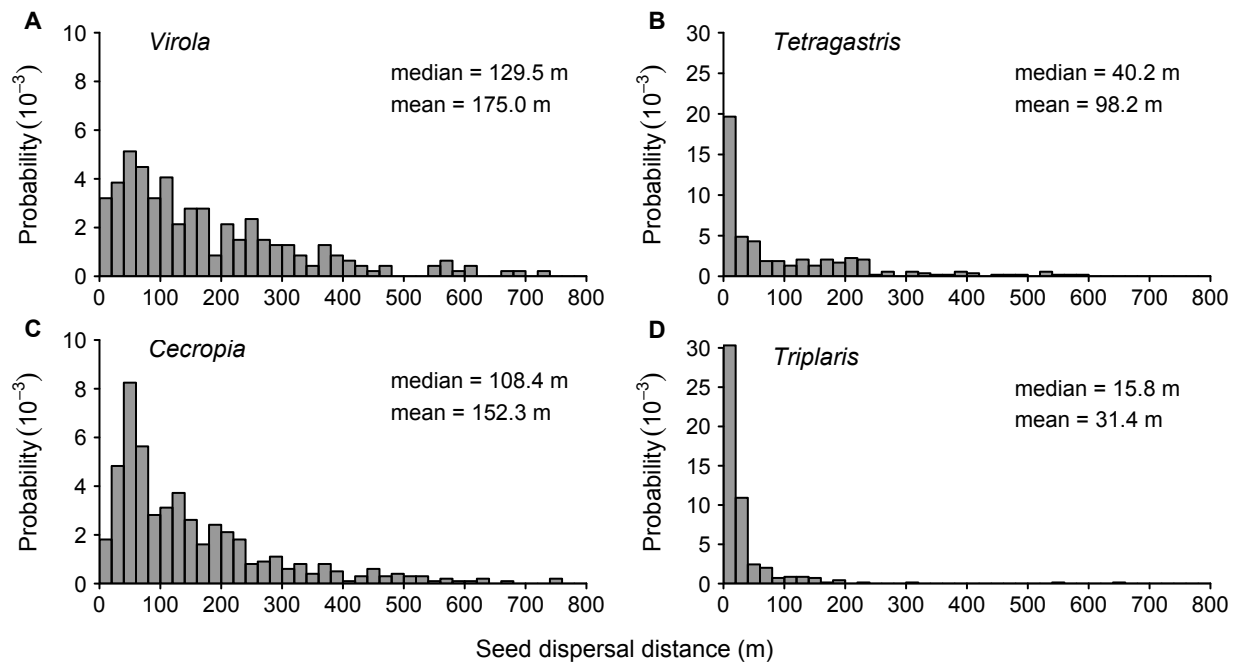 A
Virola
median = 129.5 m
mean = 175.0 m
Probability (10⁻³)
10
8
6
4
2
0
0 100 200 300 400 500 600 700 800
B
Tetragastris
median = 40.2 m
mean = 98.2 m
Probability (10⁻³)
30
25
20
15
10
5
0
0 100 200 300 400 500 600 700 800
C
Cecropia
median = 108.4 m
mean = 152.3 m
Probability (10⁻³)
10
8
6
4
2
0
0 100 200 300 400 500 600 700 800
D
Triplaris
median = 15.8 m
mean = 31.4 m
Probability (10⁻³)
30
25
20
15
10
5
0
0 100 200 300 400 500 600 700 800
Seed dispersal distance (m)